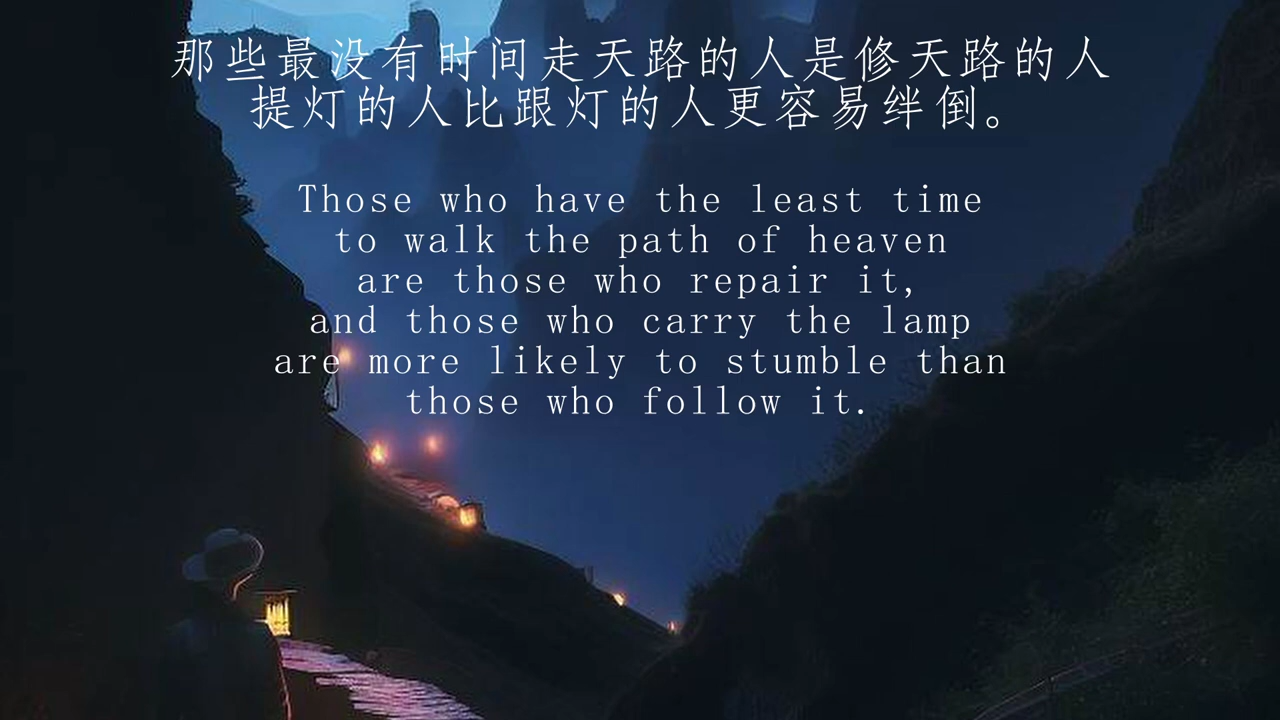 那些最没有时间走天路的人是修天路的人
提灯的人比跟灯的人更容易绊倒。
Those who have the least time
to walk the path of heaven
are those who repair it,
and those who carry the lamp
are more likely to stumble than
those who follow it.